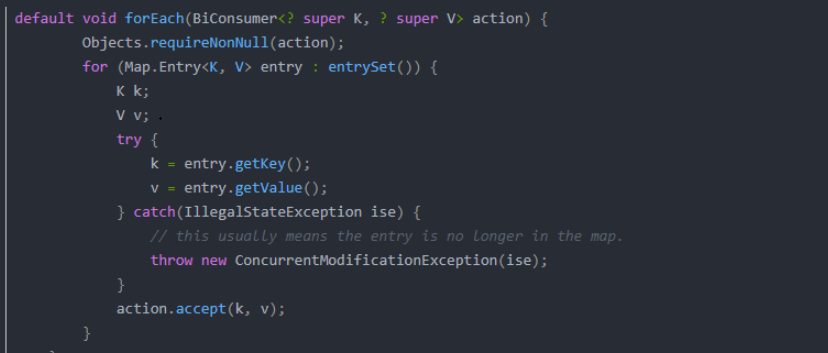 default void forEach(BiConsumer<? super K, ? super V> action) {
        Objects.requireNonNull(action);
        for (Map.Entry<K, V> entry : entrySet()) {
            K k;
            V v;
            try {
                k = entry.getKey();
                v = entry.getValue();
            } catch(IllegalStateException ise) {
                // this usually means the entry is no longer in the map.
                throw new ConcurrentModificationException(ise);
            }
            action.accept(k, v);
        }